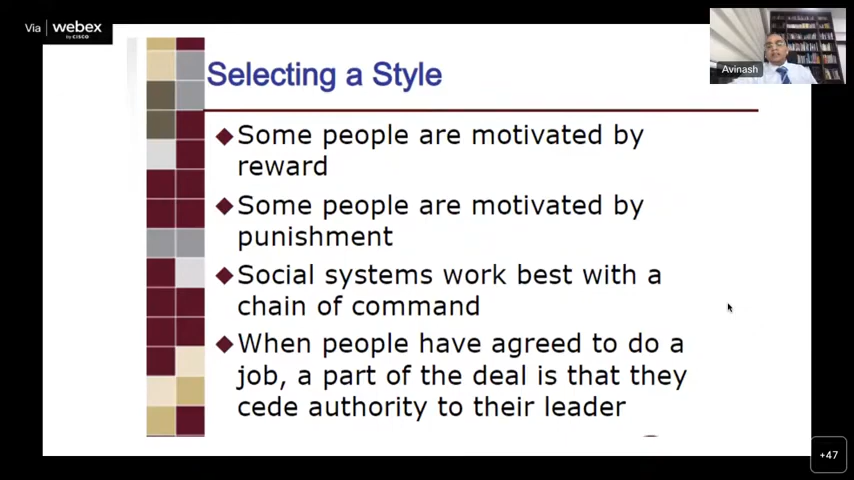 Via webex
by CISCO
Avinash
Selecting a Style
Some people are motivated by
reward
Some people are motivated by
punishment
Social systems work best with a
chain of command
When people have agreed to do a
job, a part of the deal is that they
cede authority to their leader
+47